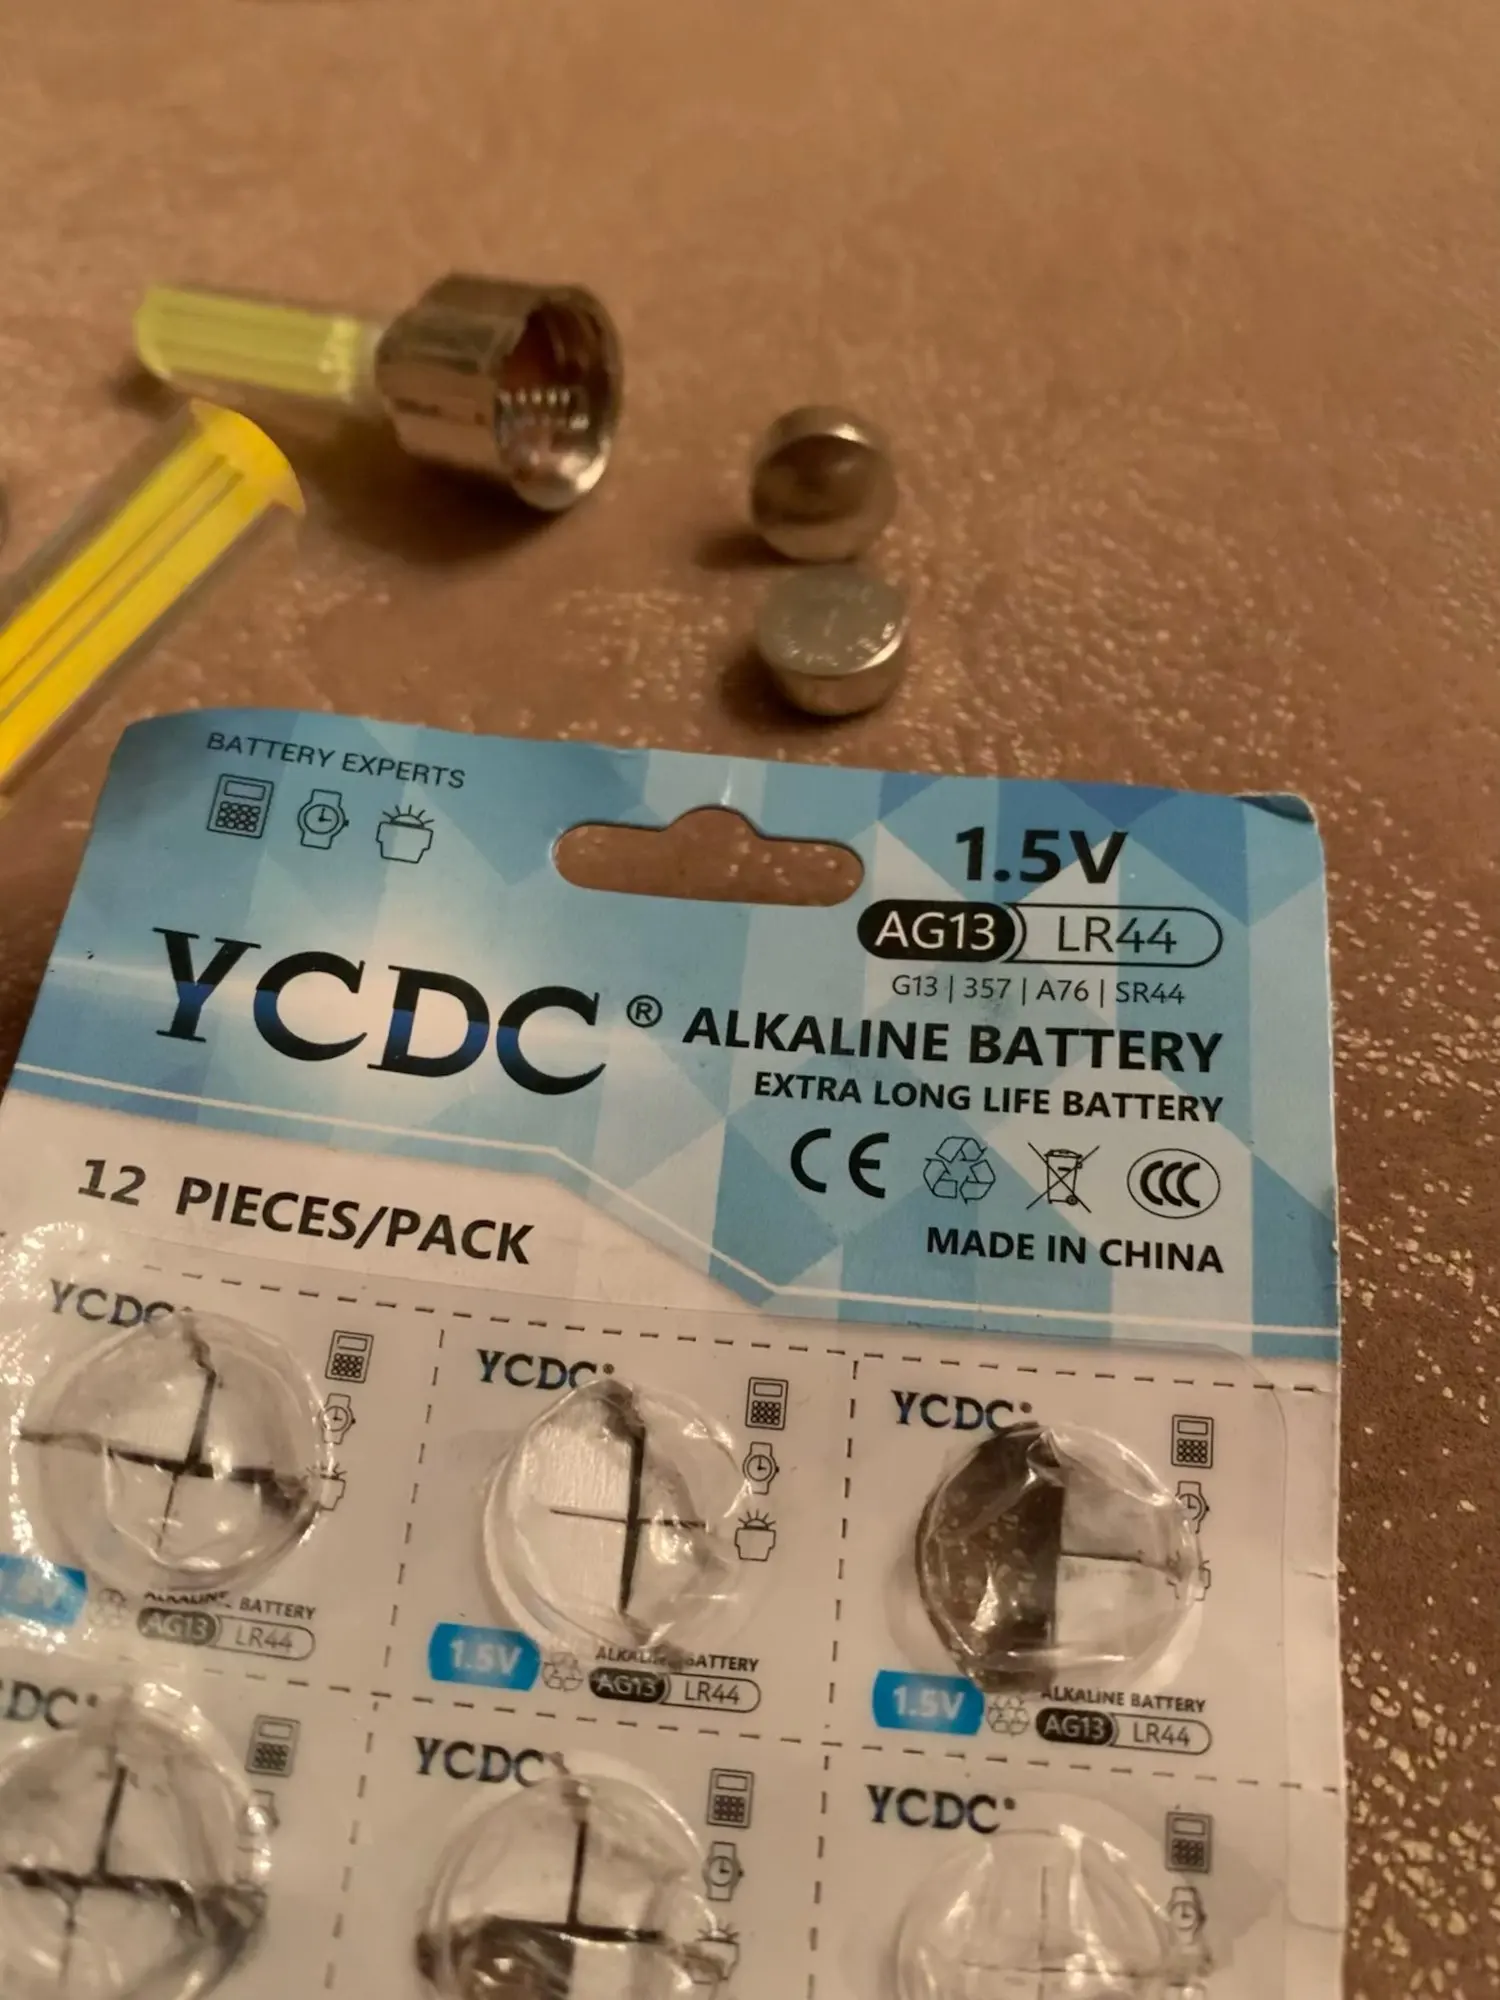 BATTERY EXPERTS
1.5V
AG13 LR44
G13 | 357 | A76 | SR44
YCDC®
ALKALINE BATTERY
EXTRA LONG LIFE BATTERY
CE
CCC
MADE IN CHINA
12 PIECES/PACK
YCDC
ALKALINE BATTERY
AG13 LR44
YCDC®
1.5V
ALKALINE BATTERY
AG13 LR44
YCDC®
1.5V
ALKALINE BATTERY
AG13 LR44
YCDC
YCDC®